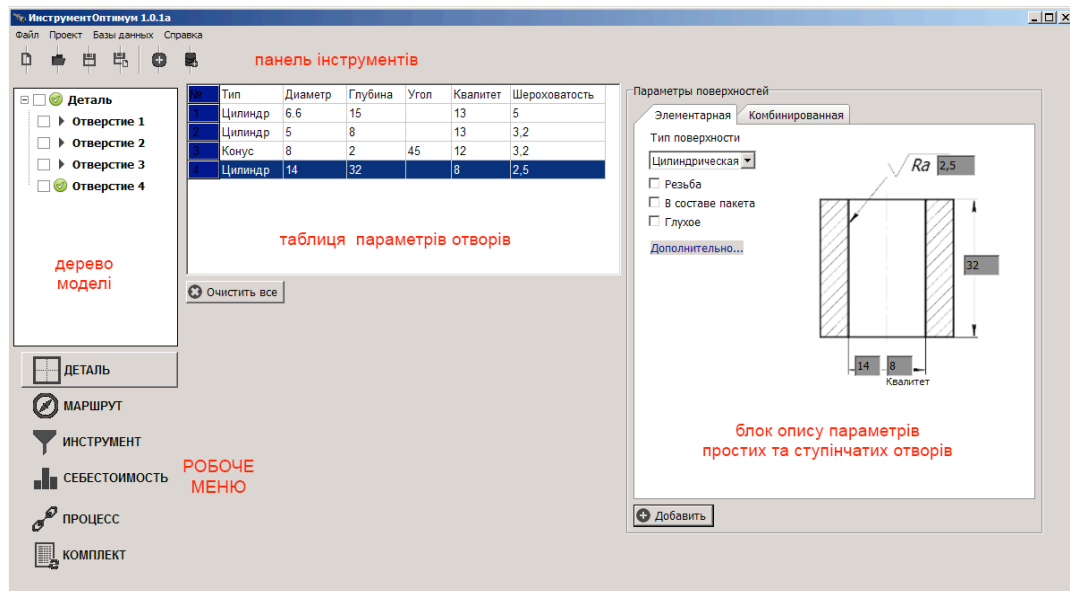 ИнструментОптимум 1.0.1а
Файл Проект Базы данных Справка
панель інструментів
Деталь
Отверстие 1
Отверстие 2
Отверстие 3
Отверстие 4
дерево
моделі
№ Тип Диаметр Глубина Угол Квалитет Шероховатость
1 Цилиндр 6.6 15 13 5
2 Цилиндр 5 8 13 3,2
3 Конус 8 2 45 12 3,2
4 Цилиндр 14 32 8 2,5
таблиця параметрів отворів
Очистить все
ДЕТАЛЬ
МАРШРУТ
ИНСТРУМЕНТ
СЕБЕСТОИМОСТЬ
ПРОЦЕСС
КОМПЛЕКТ
РОБОЧЕ
МЕНЮ
Параметры поверхностей
Элементарная Комбинированная
Тип поверхности
Цилиндрическая
Резьба
В составе пакета
Глухое
Дополнительно...
Ra 2,5
32
14 8
Квалитет
блок опису параметрів
простих та ступінчатих отворів
Добавить